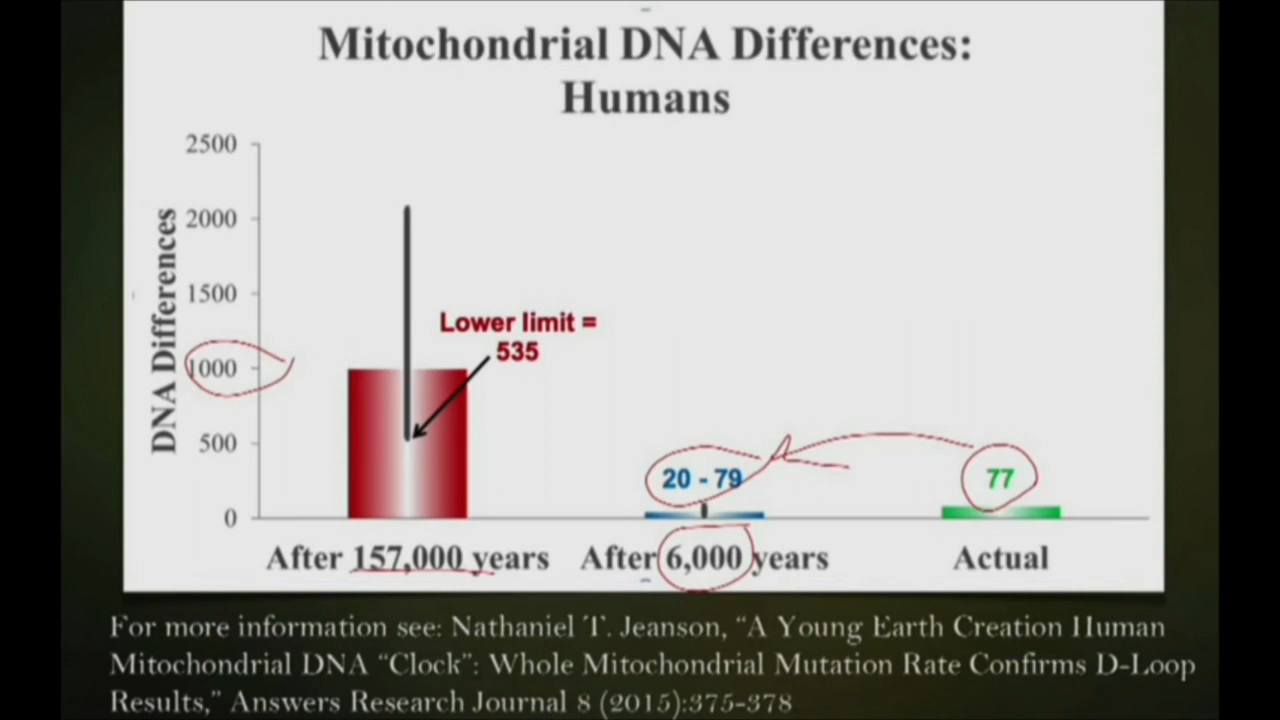 Mitochondrial DNA Differences:
Humans
DNA Differences
2500
2000
1500
1000
500
0
Lower limit =
535
20 - 79
77
After 157,000 years
After 6,000 years
Actual
For more information see: Nathaniel T. Jeanson, “A Young Earth Creation Human
Mitochondrial DNA “Clock”: Whole Mitochondrial Mutation Rate Confirms D-Loop
Results,” Answers Research Journal 8 (2015):375-378